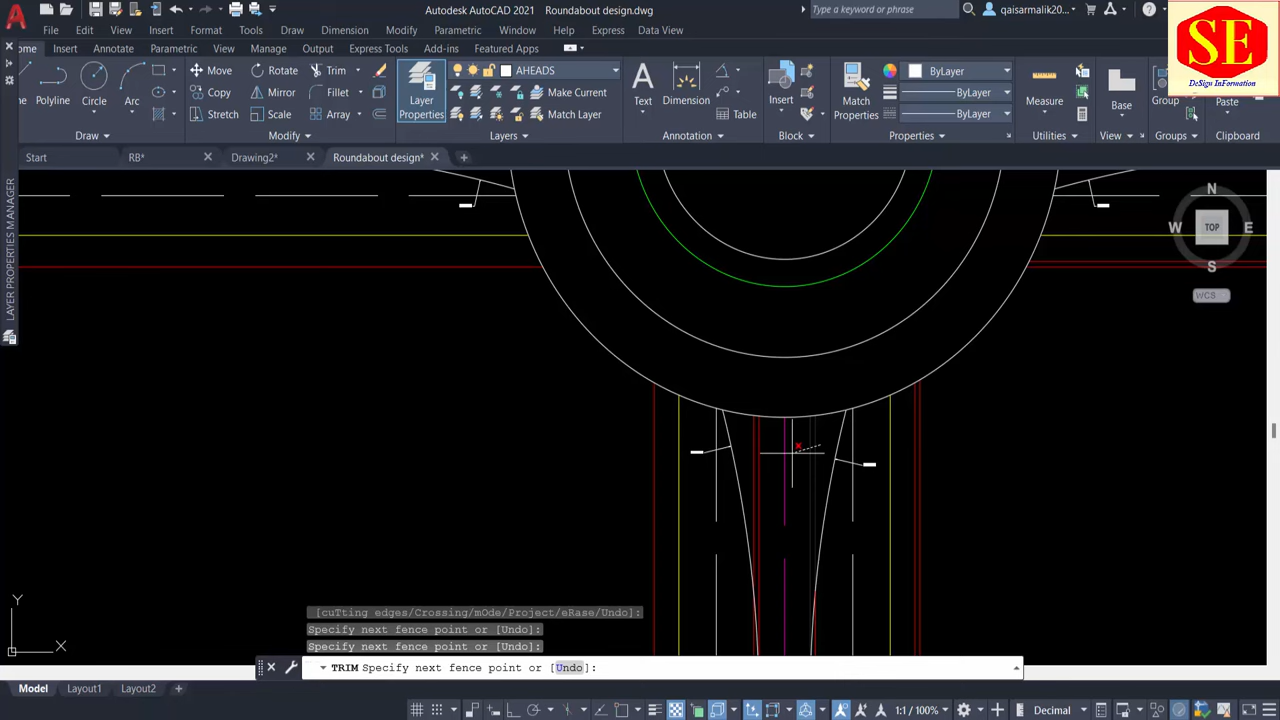 Autodesk AutoCAD 2021 Roundabout design.dwg
Type a keyword or phrase
qaisarmalik20...
File Edit View Insert Format Tools Draw Dimension Modify Parametric Window Help Express Data View
ome Insert Annotate Parametric View Manage Output Express Tools Add-ins Featured Apps
SE
DeSign InFormation
Polyline
Circle
Arc
Move Rotate Trim
Copy Mirror Fillet
Stretch Scale Array
Layer
Properties
AHEADS
Make Current
Match Layer
Text
Dimension
Table
Insert
Match
Properties
ByLayer
ByLayer
ByLayer
Measure
Group
Base
Paste
Draw Modify Layers Annotation Block Properties Groups Utilities Clipboard View
Start RB* Drawing2* Roundabout design*
LAYER PROPERTIES MANAGER
N
W TOP E
S
WCS
Y
X
[cuTting edges/Crossing/mOde/Project/eRase/Undo]:
Specify next fence point or [Undo]:
Specify next fence point or [Undo]:
TRIM Specify next fence point or [Undo]:
Model Layout1 Layout2
1:1 / 100% Decimal